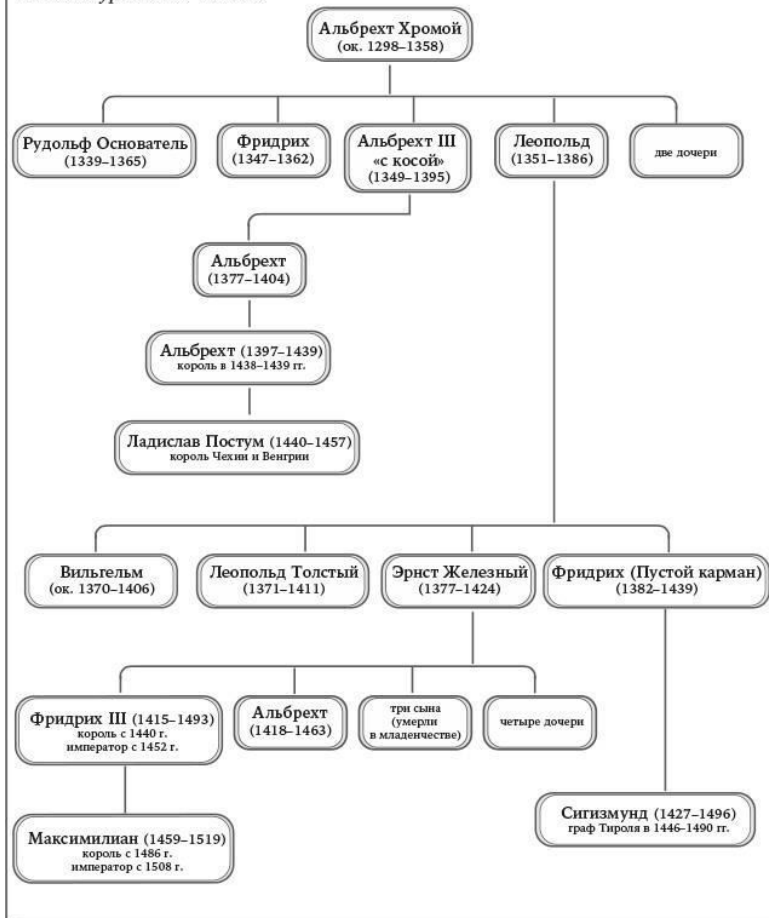 Альбрехт Хромой
(ок. 1298–1358)
Рудольф Основатель
(1339–1365)
Фридрих
(1347–1362)
Альбрехт III
«с косой»
(1349–1395)
Леопольд
(1351–1386)
две дочери
Альбрехт
(1377–1404)
Альбрехт (1397–1439)
король в 1438–1439 гг.
Ладислав Постум (1440–1457)
король Чехии и Венгрии
Вильгельм
(ок. 1370–1406)
Леопольд Толстый
(1371–1411)
Эрнст Железный
(1377–1424)
Фридрих (Пустой карман)
(1382–1439)
Фридрих III (1415–1493)
король с 1440 г.
император с 1452 г.
Альбрехт
(1418–1463)
три сына
(умерли
в младенчестве)
четыре дочери
Максимилиан (1459–1519)
король с 1486 г.
император с 1508 г.
Сигизмунд (1427–1496)
граф Тироля в 1446–1490 гг.